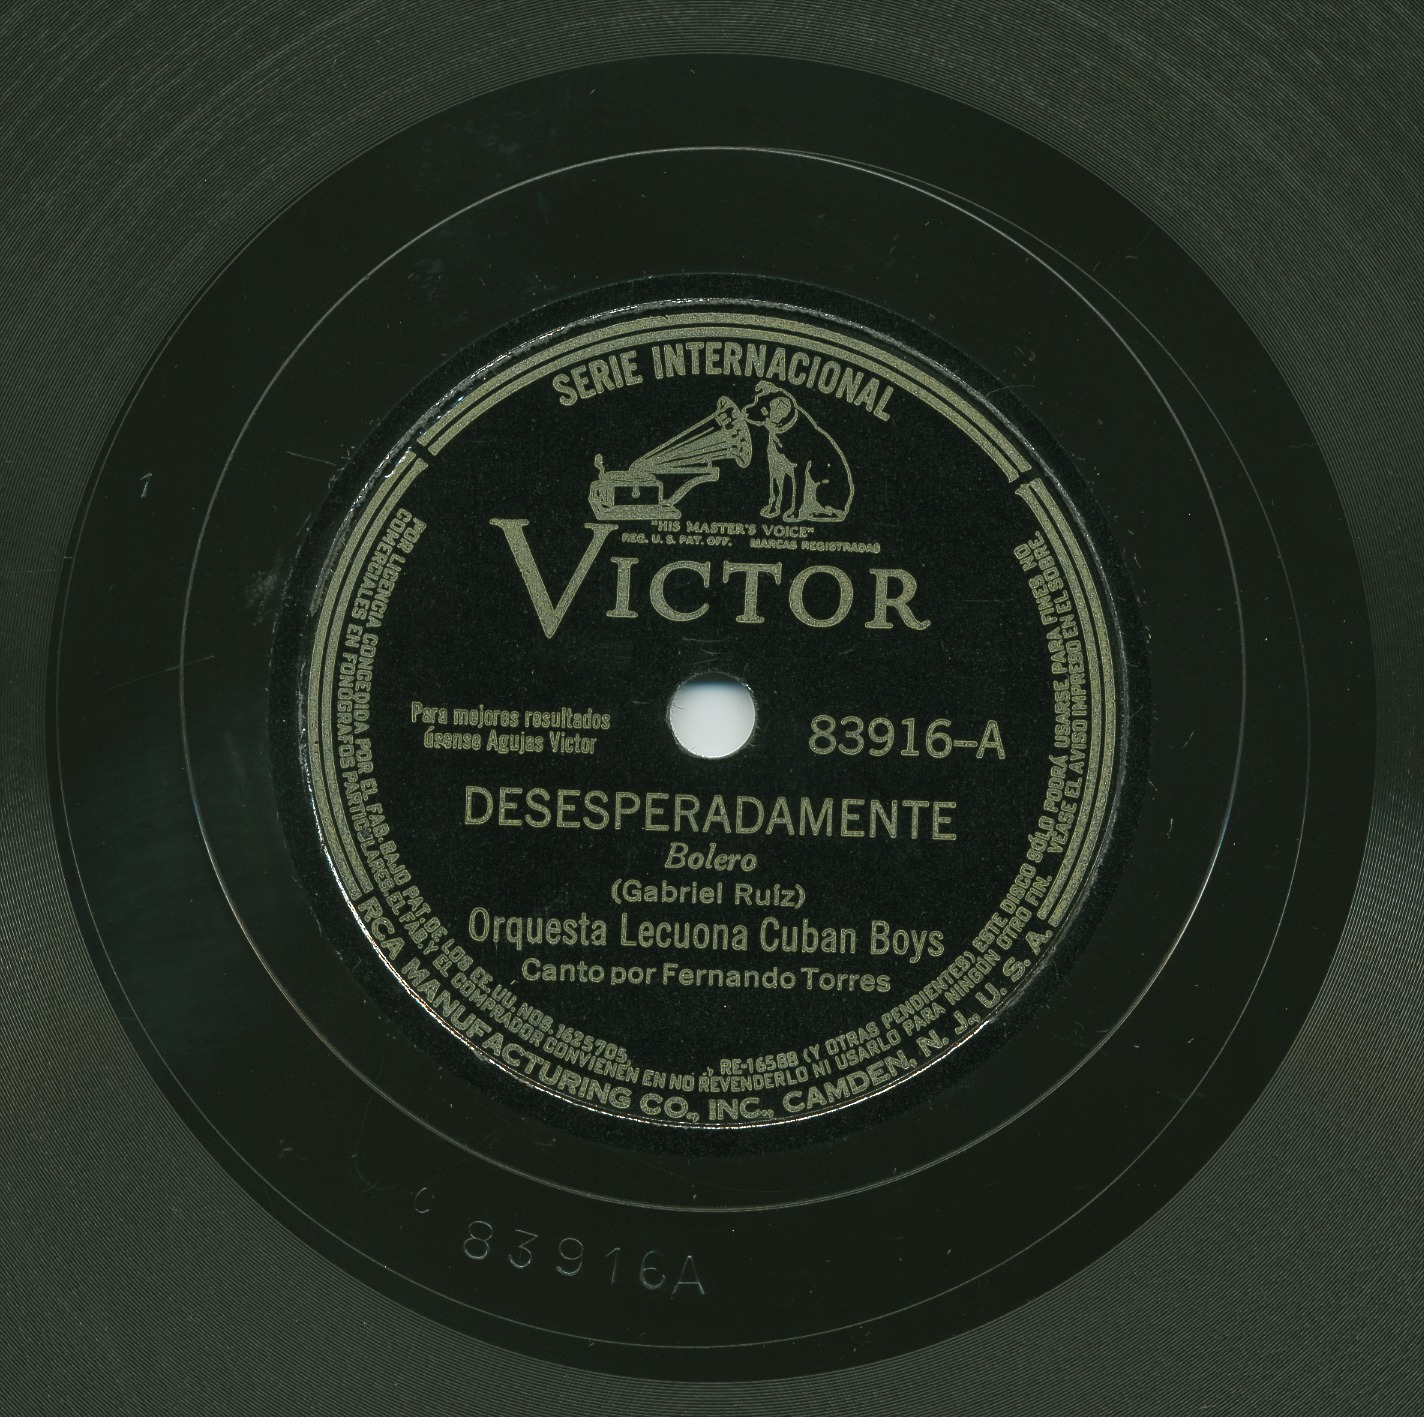 SERIE INTERNACIONAL
"HIS MASTER'S VOICE"
REG. U. S. PAT. OFF. MARCAS REGISTRADAS
VICTOR
Para mejores resultados
úsense Agujas Victor
83916–A
DESESPERADAMENTE
Bolero
(Gabriel Ruíz)
Orquesta Lecuona Cuban Boys
Canto por Fernando Torres
POR LICENCIA CONCEDIDA POR EL FAB. BAJO PAT. DE LOS EE. UU. NOS. 1625705, RE-16588 (Y OTRAS PENDIENTES) ESTE DISCO SÓLO PODRÁ USARSE PARA FINES NO
COMERCIALES EN FONÓGRAFOS PARTICULARES. EL FAB. Y EL COMPRADOR CONVIENEN EN NO REVENDERLO NI USARLO PARA NINGÚN OTRO FIN. VÉASE EL AVISO IMPRESO EN EL SOBRE
RCA MANUFACTURING CO., INC., CAMDEN, N. J., U. S. A.
1
C
83916A